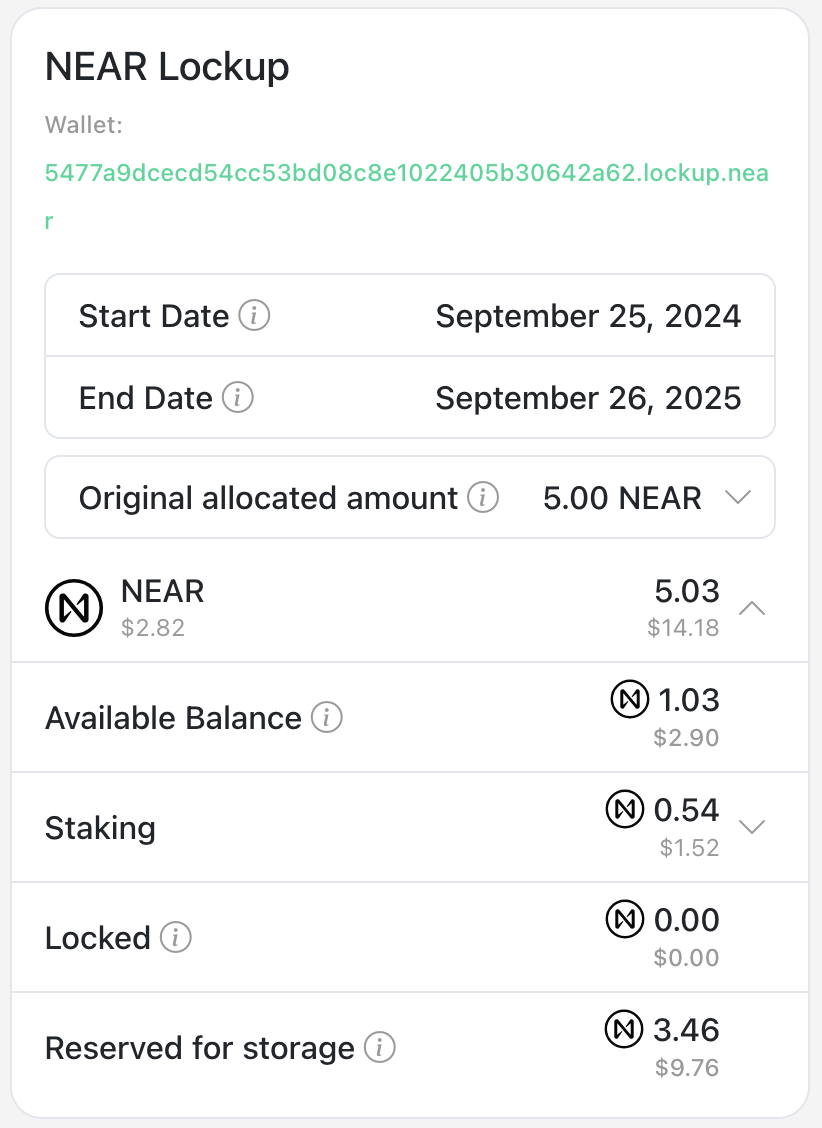 NEAR Lockup
Wallet:
5477a9dcecd54cc53bd08c8e1022405b30642a62.lockup.nea
r
Start Date i September 25, 2024
End Date i September 26, 2025
Original allocated amount i 5.00 NEAR
NEAR 5.03
$2.82 $14.18
Available Balance i 1.03
$2.90
Staking 0.54
$1.52
Locked i 0.00
$0.00
Reserved for storage i 3.46
$9.76